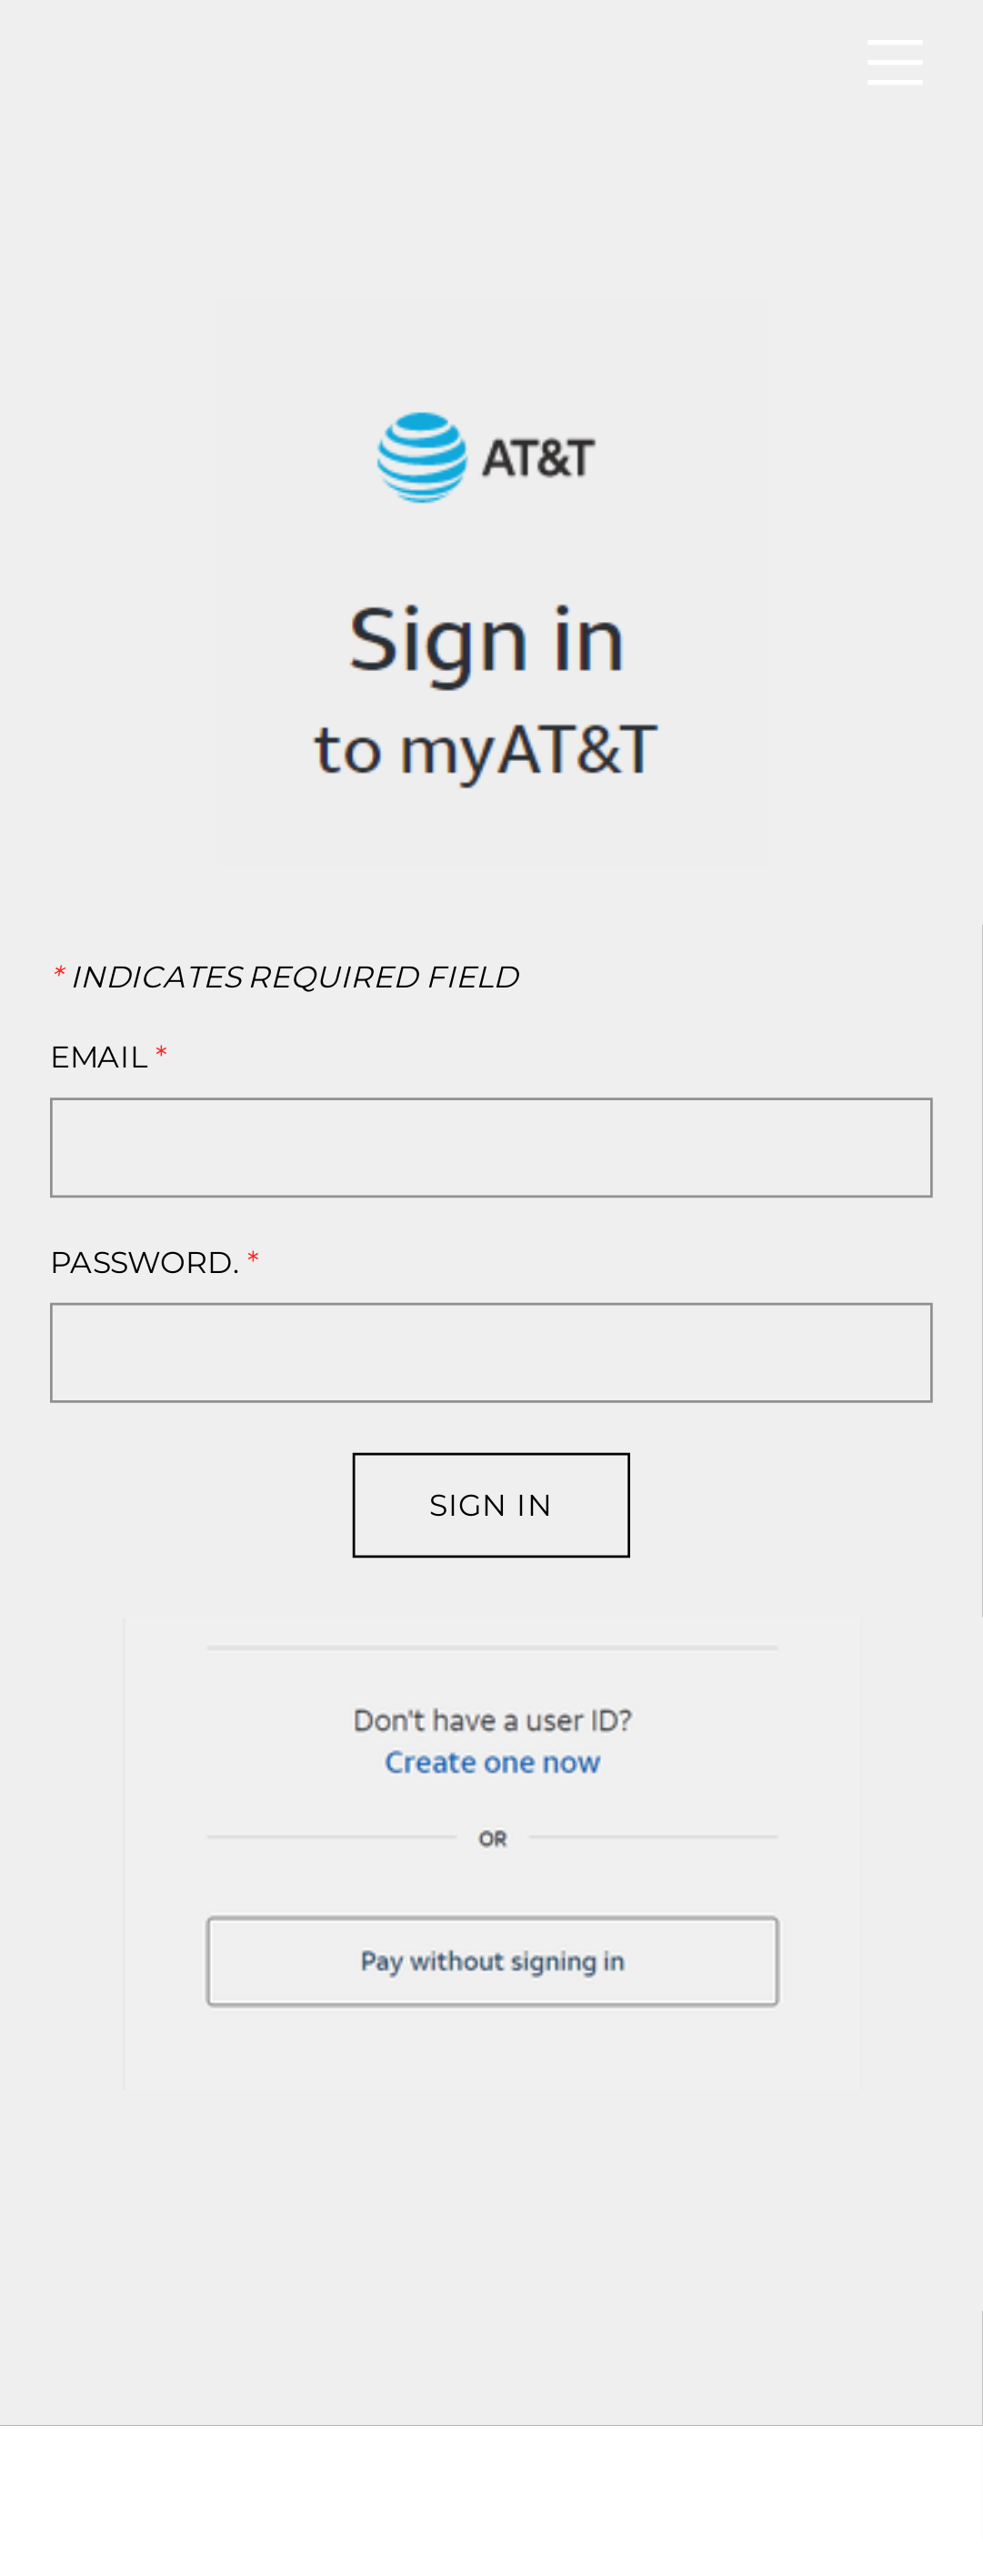 AT&T
Sign in
to myAT&T
* INDICATES REQUIRED FIELD
EMAIL *
PASSWORD. *
SIGN IN
Don't have a user ID?
Create one now
OR
Pay without signing in